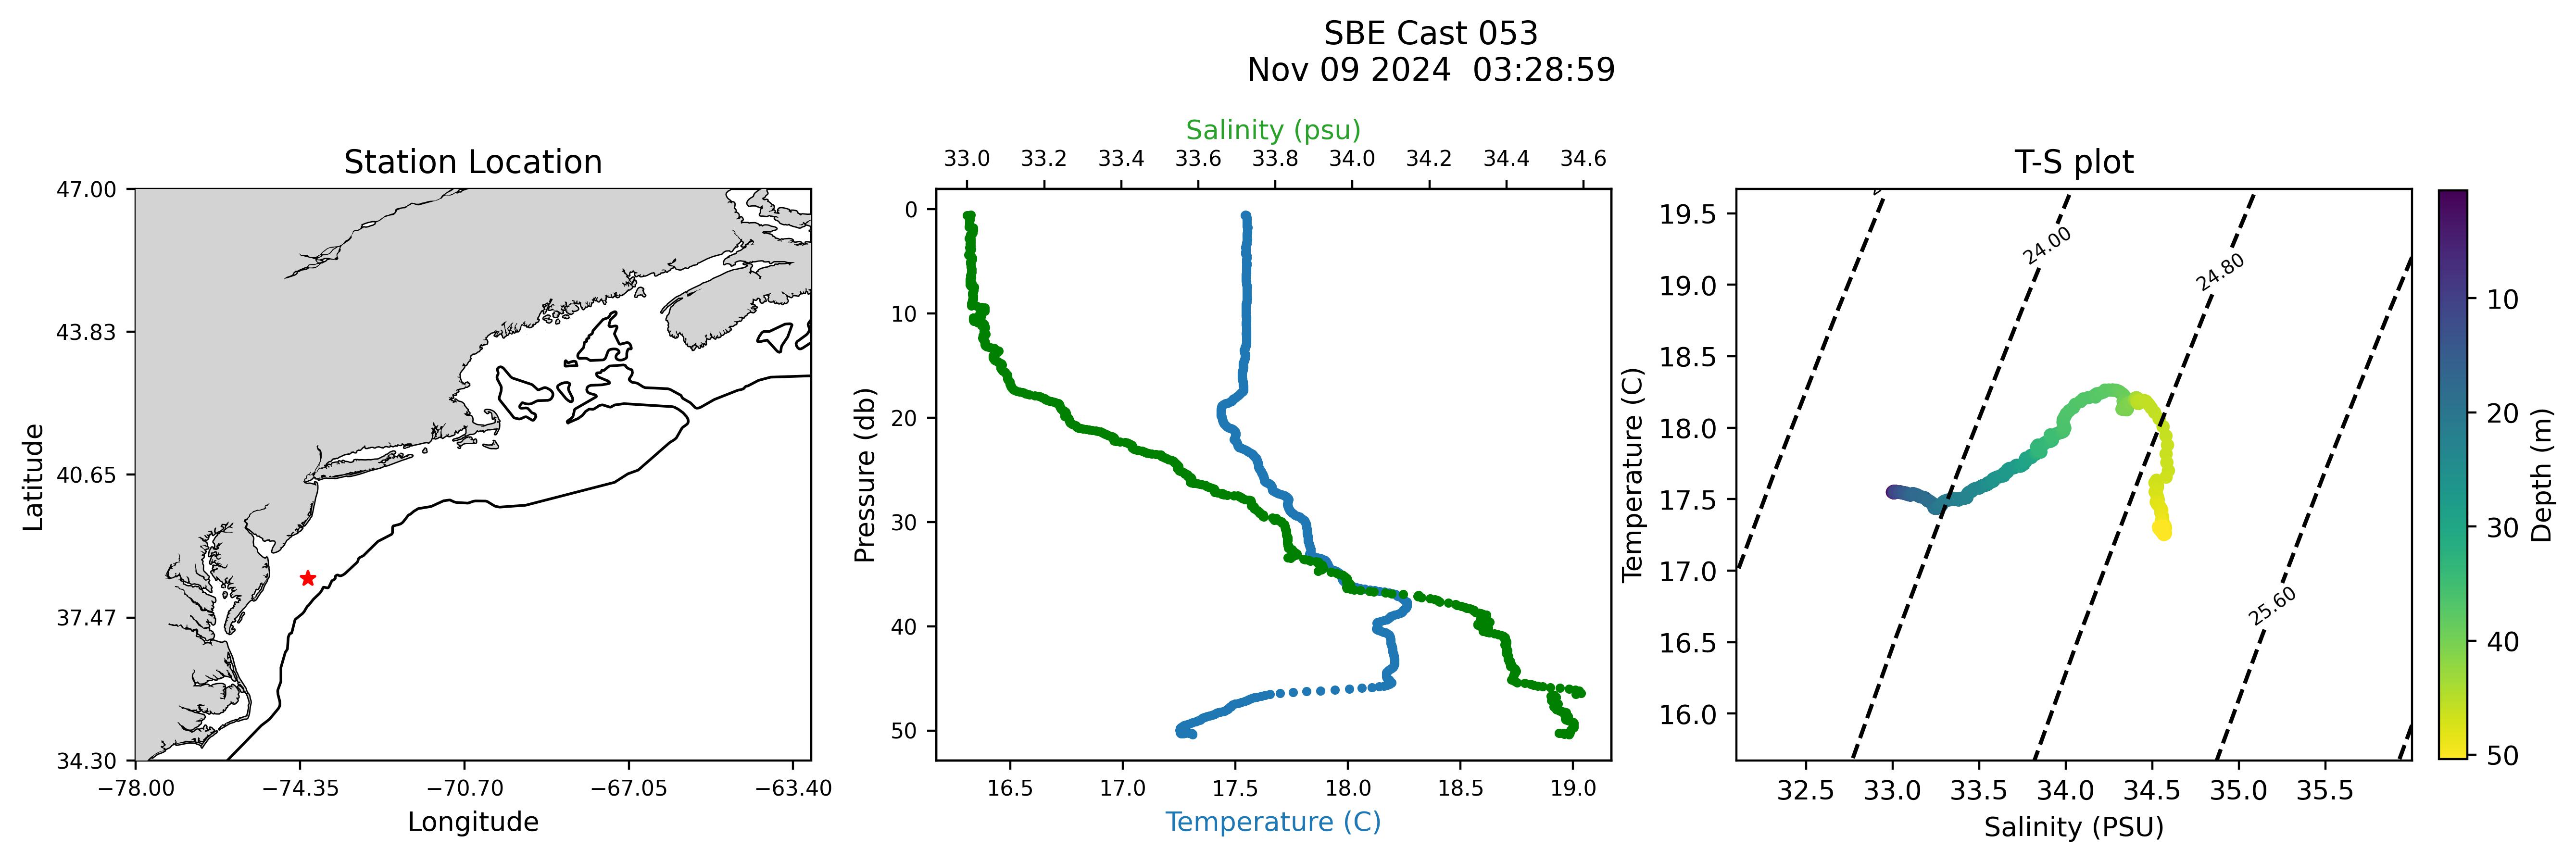 SBE Cast 053
Nov 09 2024  03:28:59
Station Location
47.00
43.83
40.65
37.47
34.30
Latitude
−78.00 −74.35 −70.70 −67.05 −63.40
Longitude
Salinity (psu)
33.0 33.2 33.4 33.6 33.8 34.0 34.2 34.4 34.6
0
10
20
30
40
50
Pressure (db)
16.5 17.0 17.5 18.0 18.5 19.0
Temperature (C)
T-S plot
19.5
19.0
18.5
18.0
17.5
17.0
16.5
16.0
Temperature (C)
24.00
24.80
25.60
32.5 33.0 33.5 34.0 34.5 35.0 35.5
Salinity (PSU)
10
20
30
40
50
Depth (m)